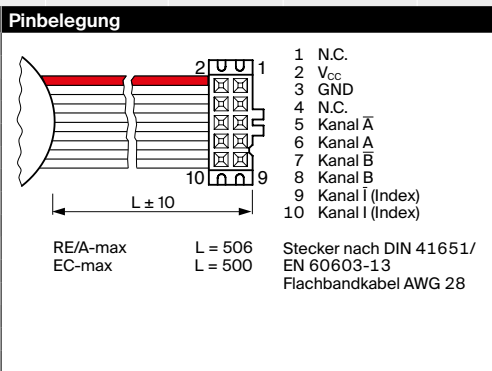 Pinbelegung
2 1
10 9
L ± 10
1 N.C.
2 Vcc
3 GND
4 N.C.
5 Kanal A̅
6 Kanal A
7 Kanal B̅
8 Kanal B
9 Kanal I̅ (Index)
10 Kanal I (Index)
RE/A-max L = 506
EC-max L = 500
Stecker nach DIN 41651/
EN 60603-13
Flachbandkabel AWG 28